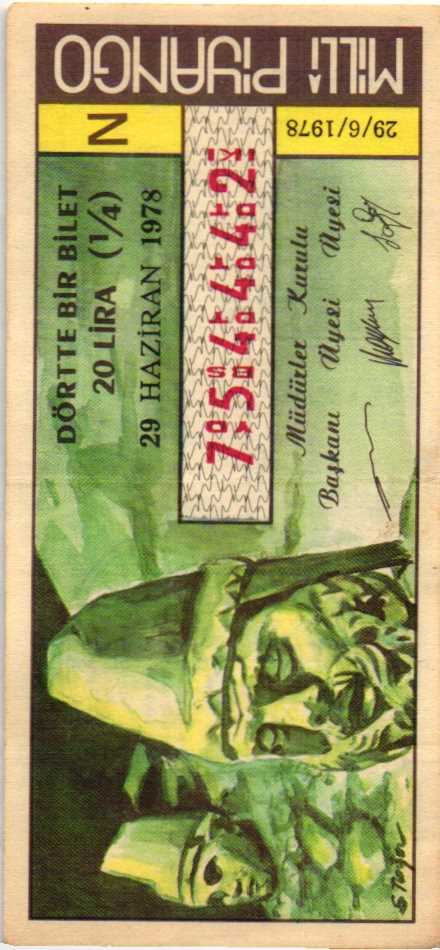 MİLLÎ PİYANGO
29/6/1978
N
DÖRTTE BİR BİLET
20 LİRA (1/4)
29 HAZİRAN 1978
754442
Müdürler Kurulu
Başkanı Üyesi Üyesi